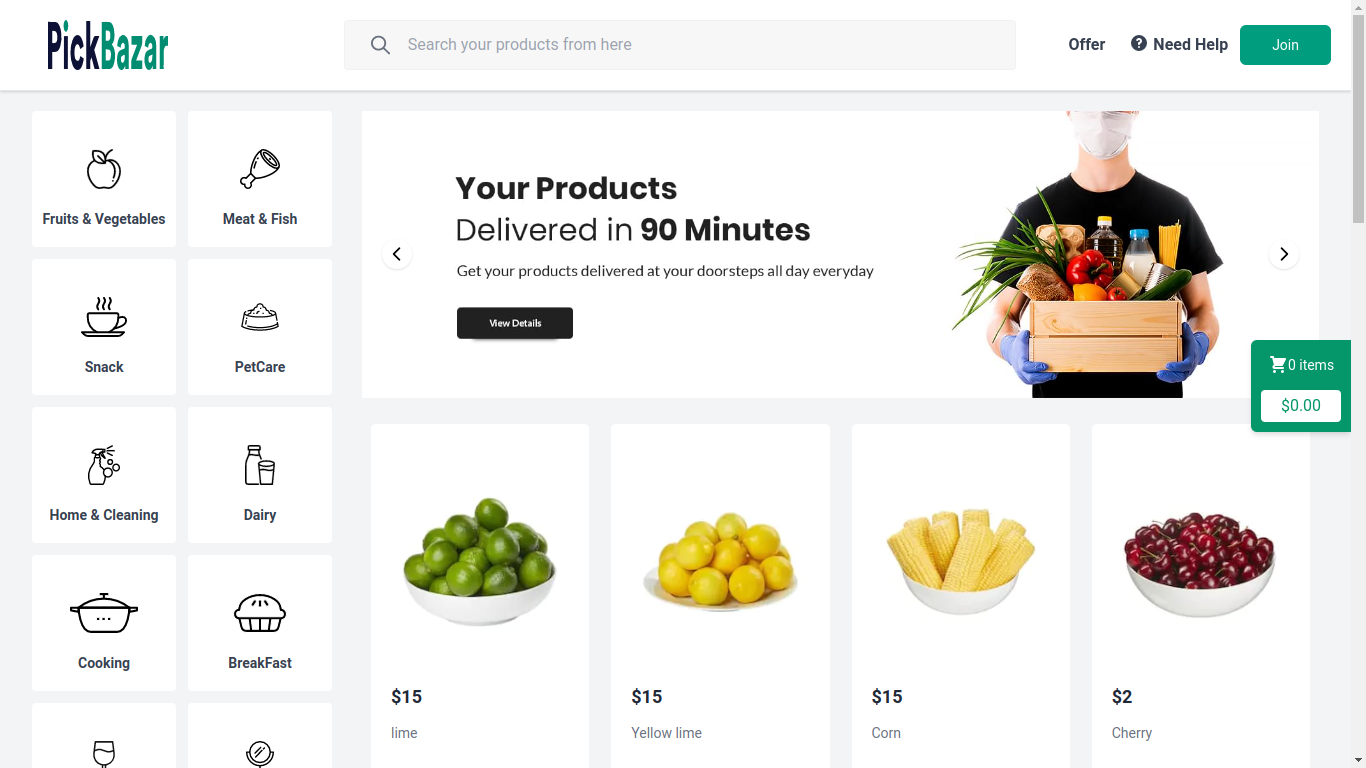 PickBazar
Search your products from here
Offer
Need Help
Join
Fruits & Vegetables
Meat & Fish
Snack
PetCare
Home & Cleaning
Dairy
Cooking
BreakFast
Your Products
Delivered in 90 Minutes
Get your products delivered at your doorsteps all day everyday
View Details
0 items
$0.00
$15
lime
$15
Yellow lime
$15
Corn
$2
Cherry